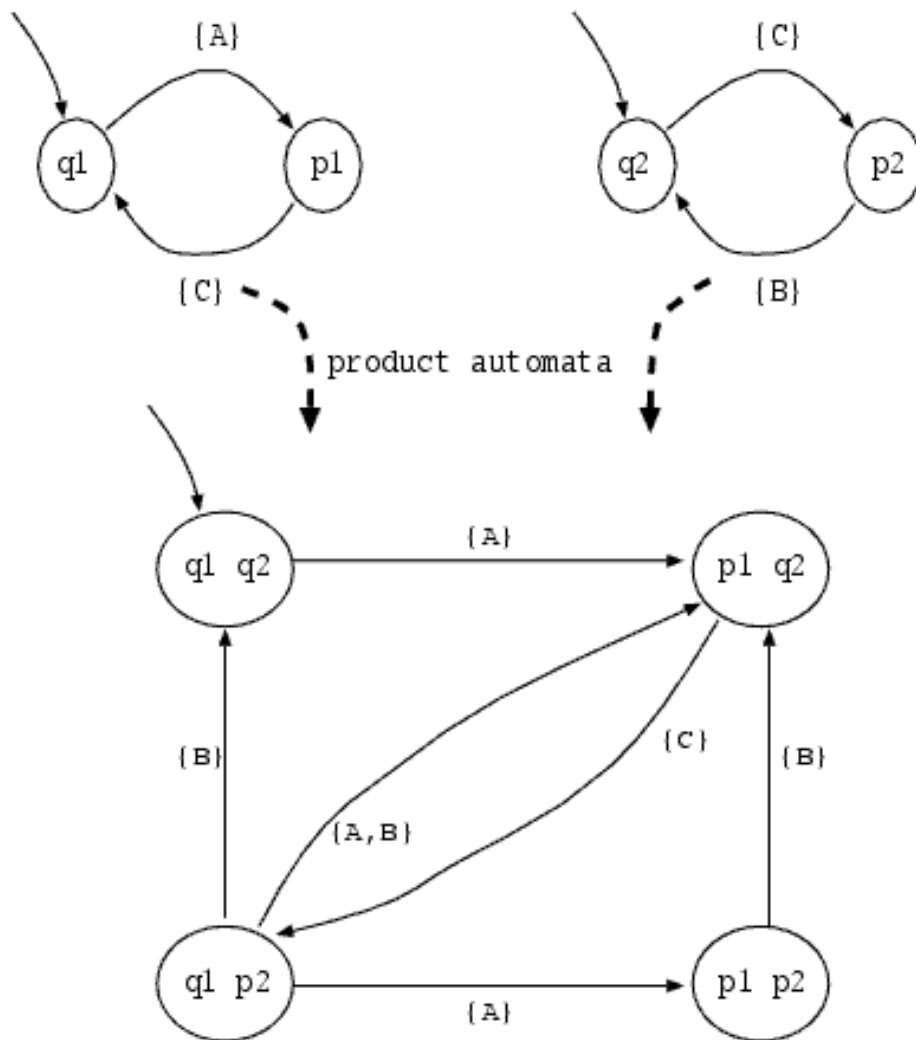 {A}
{C}
q1
p1
q2
p2
{C}
{B}
product automata
q1 q2
{A}
p1 q2
{B}
{C}
{B}
{A,B}
q1 p2
p1 p2
{A}